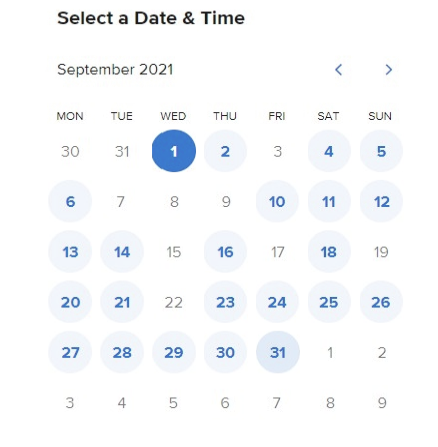 Select a Date & Time
September 2021
MON TUE WED THU FRI SAT SUN
30 31 1 2 3 4 5
6 7 8 9 10 11 12
13 14 15 16 17 18 19
20 21 22 23 24 25 26
27 28 29 30 31 1 2
3 4 5 6 7 8 9